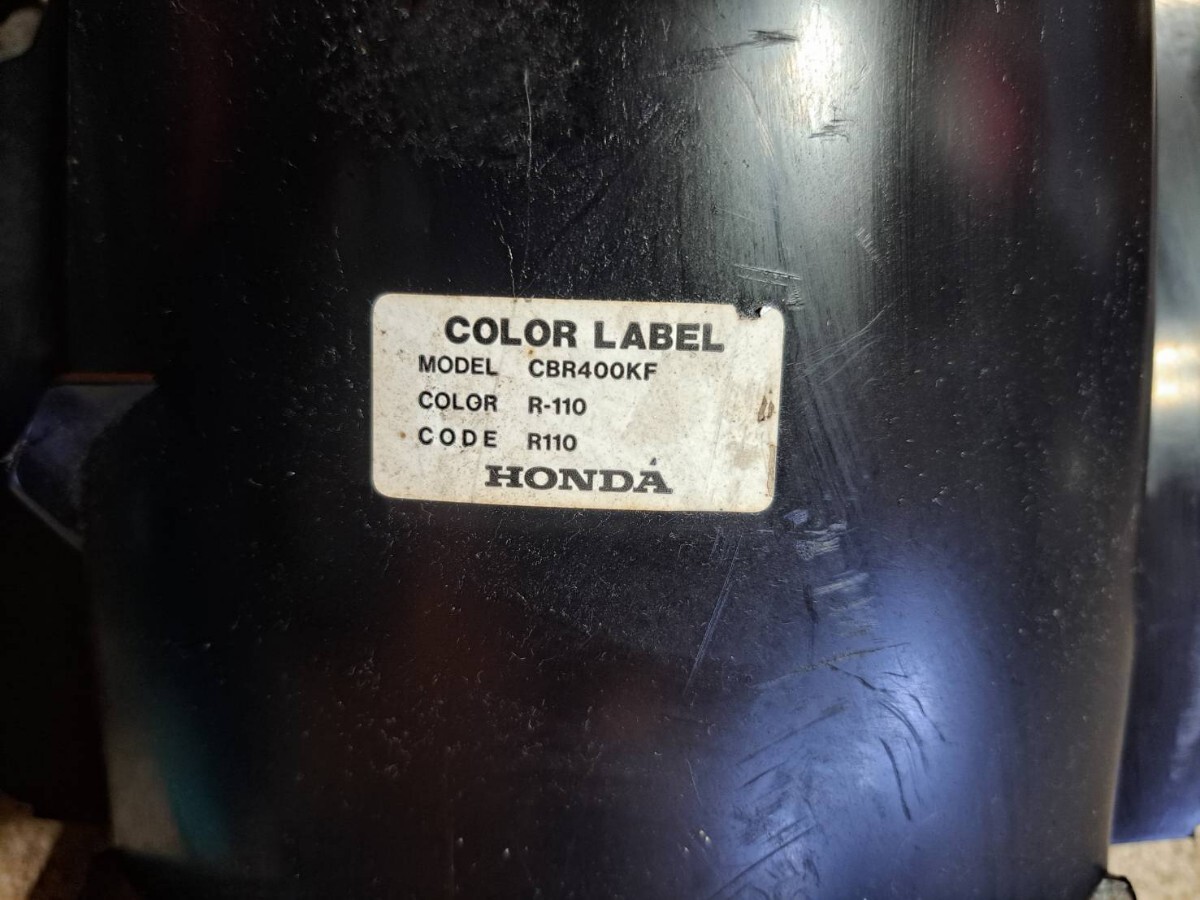 COLOR LABEL
MODEL CBR400KF
COLOR R-110
CODE R110
HONDA